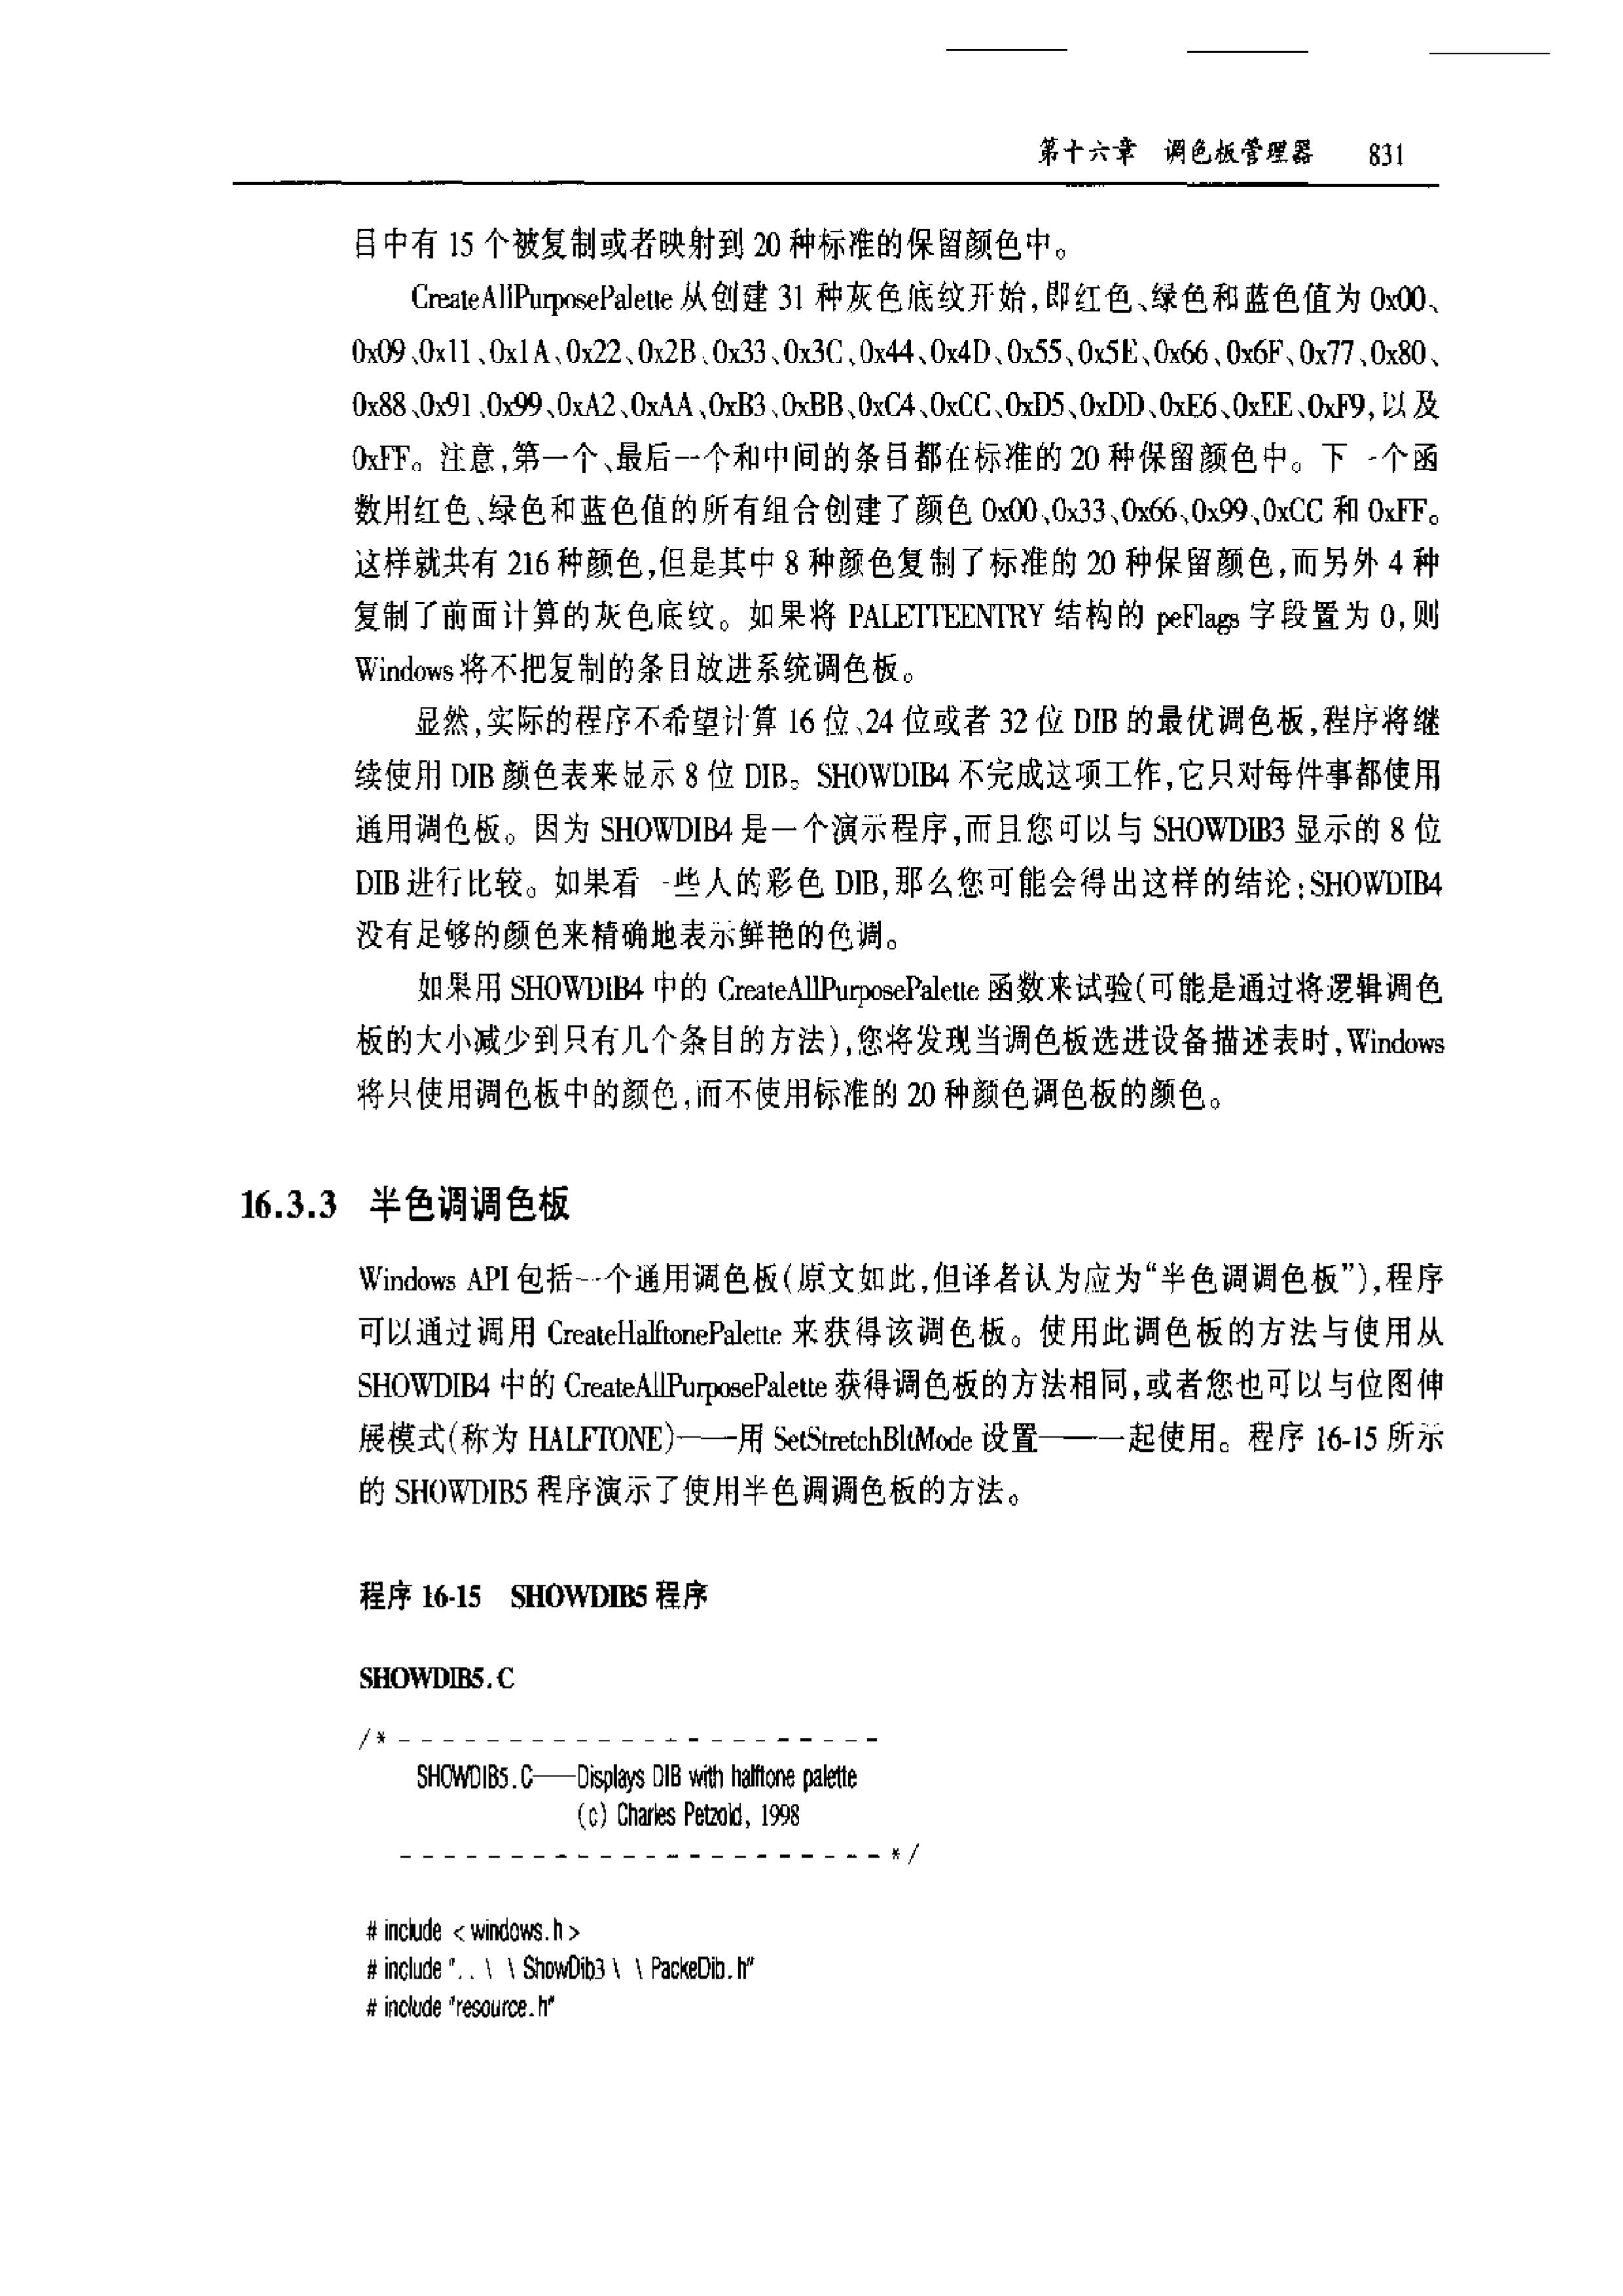 第十六章 调色板管理器 831
目中有 15 个被复制或者映射到 20 种标准的保留颜色中。
CreateAllPurposePalette 从创建 31 种灰色底纹开始,即红色、绿色和蓝色值为 0x00、
0x09、0x11、0x1A、0x22、0x2B、0x33、0x3C、0x44、0x4D、0x55、0x5E、0x66、0x6F、0x77、0x80、
0x88、0x91、0x99、0xA2、0xAA、0xB3、0xBB、0xC4、0xCC、0xD5、0xDD、0xE6、0xEE、0xF9,以及
0xFF。注意,第一个、最后一个和中间的条目都在标准的 20 种保留颜色中。下一个函
数用红色、绿色和蓝色值的所有组合创建了颜色 0x00、0x33、0x66、0x99、0xCC 和 0xFF。
这样就共有 216 种颜色,但是其中 8 种颜色复制了标准的 20 种保留颜色,而另外 4 种
复制了前面计算的灰色底纹。如果将 PALETTEENTRY 结构的 peFlags 字段置为 0,则
Windows 将不把复制的条目放进系统调色板。
显然,实际的程序不希望计算 16 位、24 位或者 32 位 DIB 的最优调色板,程序将继
续使用 DIB 颜色表来显示 8 位 DIB。SHOWDIB4 不完成这项工作,它只对每件事都使用
通用调色板。因为 SHOWDIB4 是一个演示程序,而且您可以与 SHOWDIB3 显示的 8 位
DIB 进行比较。如果看一些人的彩色 DIB,那么您可能会得出这样的结论:SHOWDIB4
没有足够的颜色来精确地表示鲜艳的色调。
如果用 SHOWDIB4 中的 CreateAllPurposePalette 函数来试验(可能是通过将逻辑调色
板的大小减少到只有几个条目的方法),您将发现当调色板选进设备描述表时,Windows
将只使用调色板中的颜色,而不使用标准的 20 种颜色调色板的颜色。
16.3.3 半色调调色板
Windows API 包括一个通用调色板(原文如此,但译者认为应为“半色调调色板”),程序
可以通过调用 CreateHalftonePalette 来获得该调色板。使用此调色板的方法与使用从
SHOWDIB4 中的 CreateAllPurposePalette 获得调色板的方法相同,或者您也可以与位图伸
展模式(称为 HALFTONE)——用 SetStretchBltMode 设置——一起使用。程序 16-15 所示
的 SHOWDIB5 程序演示了使用半色调调色板的方法。
程序 16-15 SHOWDIB5 程序
SHOWDIB5.C
/* - - - - - - - - - - - - - - - - - - - - - -
SHOWDIB5.C——Displays DIB with halftone palette
(c) Charles Petzold, 1998
- - - - - - - - - - - - - - - - - - - - - - */
# include < windows.h >
# include "..\ \ ShowDib3 \ \ PackeDib.h"
# include "resource.h"